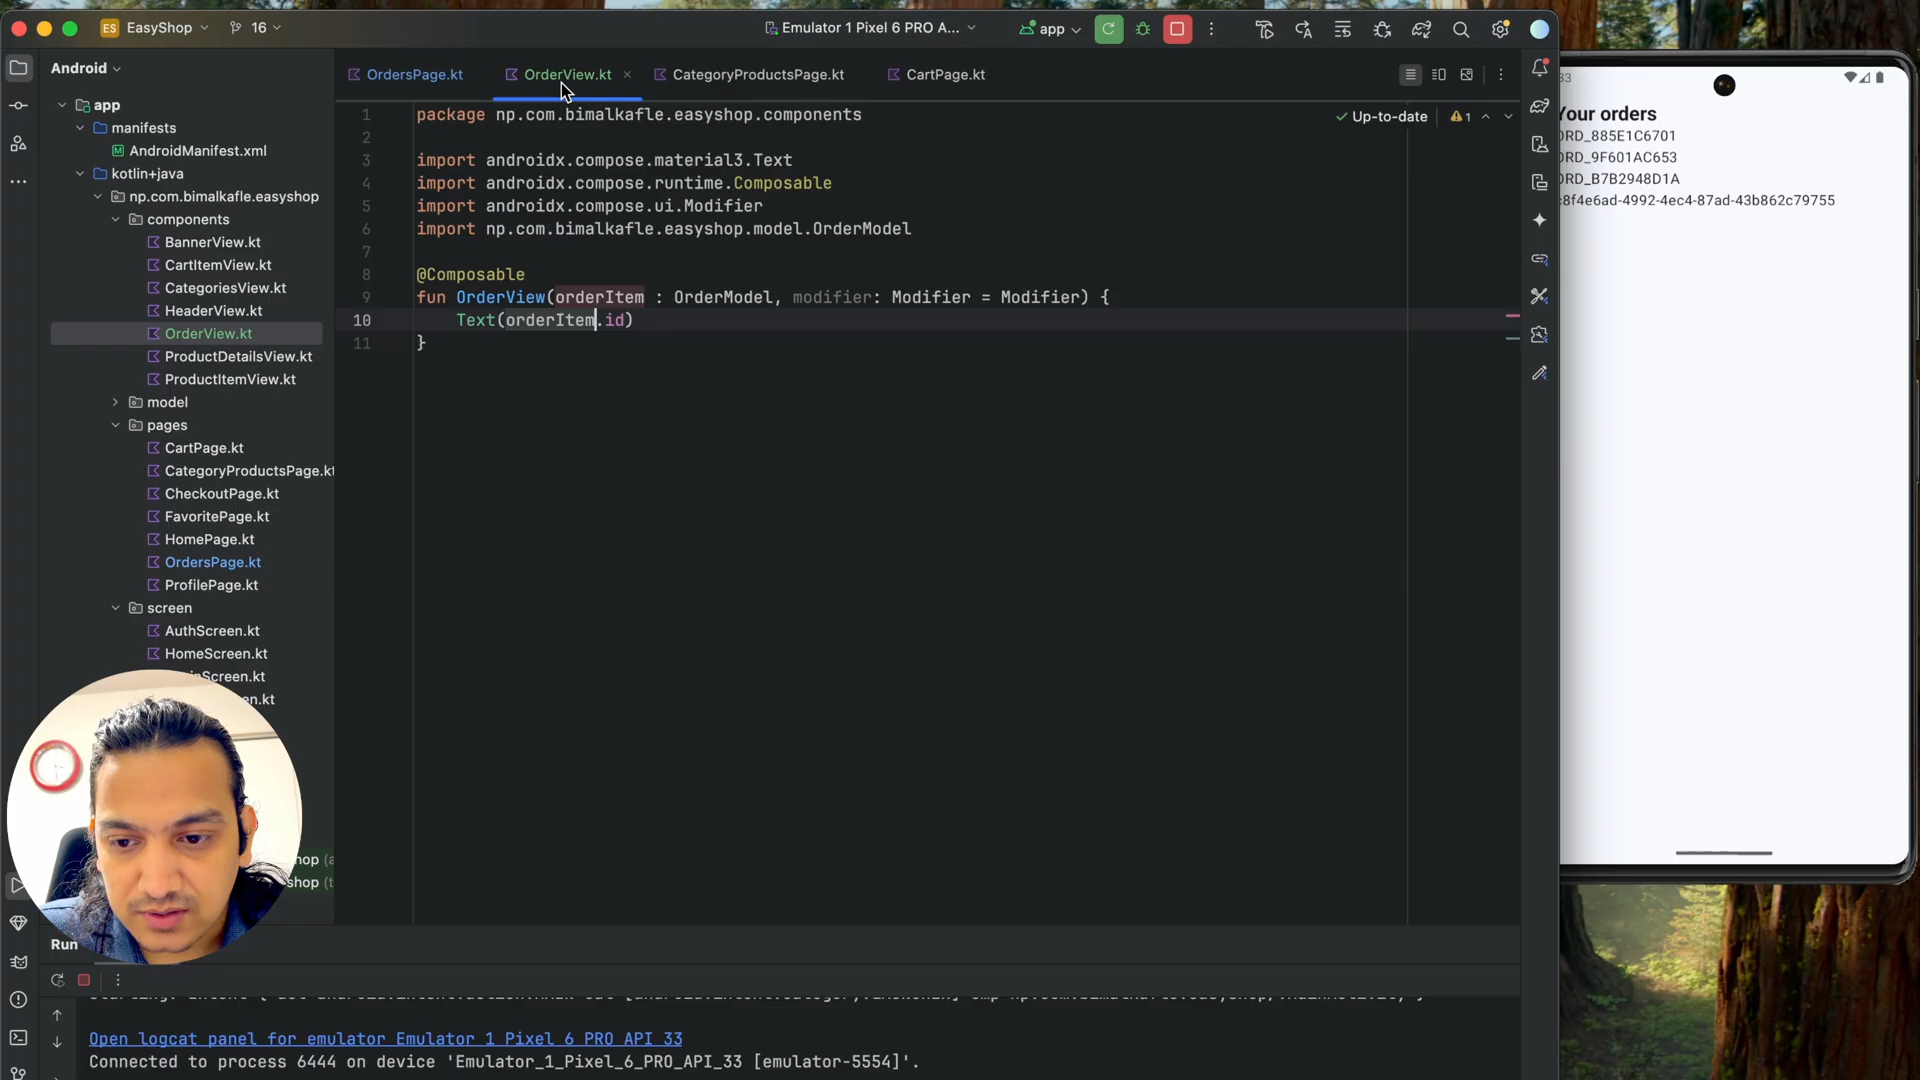 ES EasyShop
16
Emulator 1 Pixel 6 PRO A...
app
Android
OrdersPage.kt
OrderView.kt
CategoryProductsPage.kt
CartPage.kt
app
manifests
AndroidManifest.xml
kotlin+java
np.com.bimalkafle.easyshop
components
BannerView.kt
CartItemView.kt
CategoriesView.kt
HeaderView.kt
OrderView.kt
ProductDetailsView.kt
ProductItemView.kt
model
pages
CartPage.kt
CategoryProductsPage.kt
CheckoutPage.kt
FavoritePage.kt
HomePage.kt
OrdersPage.kt
ProfilePage.kt
screen
AuthScreen.kt
HomeScreen.kt
inScreen.kt
en.kt
hop (a
shop (t
1 package np.com.bimalkafle.easyshop.components
2
3 import androidx.compose.material3.Text
4 import androidx.compose.runtime.Composable
5 import androidx.compose.ui.Modifier
6 import np.com.bimalkafle.easyshop.model.OrderModel
7
8 @Composable
9 fun OrderView(orderItem : OrderModel, modifier: Modifier = Modifier) {
10 Text(orderItem.id)
11 }
Up-to-date
1
33
Your orders
ORD_885E1C6701
ORD_9F601AC653
ORD_B7B2948D1A
8f4e6ad-4992-4ec4-87ad-43b862c79755
Run
Open logcat panel for emulator Emulator 1 Pixel 6 PRO API 33
Connected to process 6444 on device 'Emulator_1_Pixel_6_PRO_API_33 [emulator-5554]'.